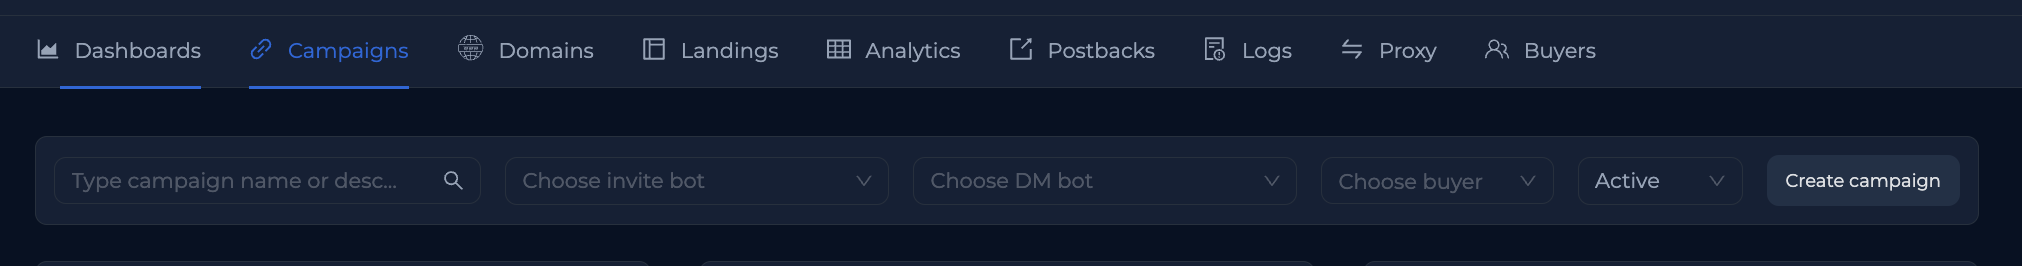 Dashboards Campaigns Domains Landings Analytics Postbacks Logs Proxy Buyers
Type campaign name or desc... Choose invite bot Choose DM bot Choose buyer Active Create campaign